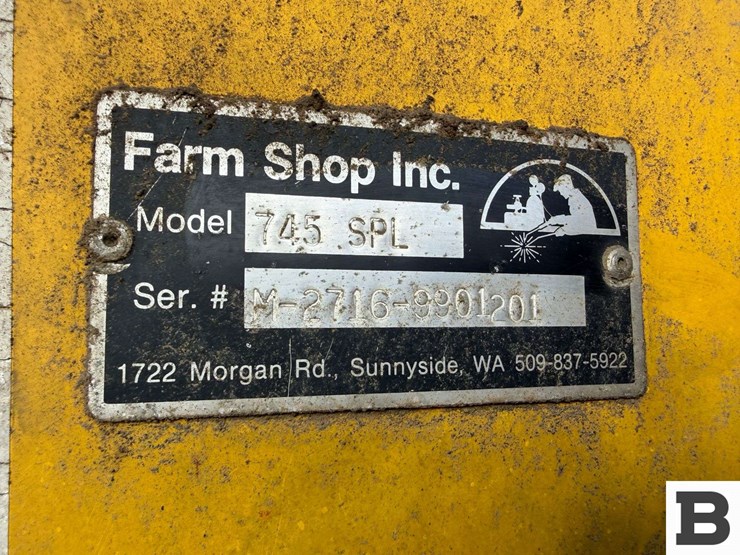 Farm Shop Inc.
Model 745 SPL
Ser. # M-2716-9901201
1722 Morgan Rd., Sunnyside, WA 509-837-5922
B